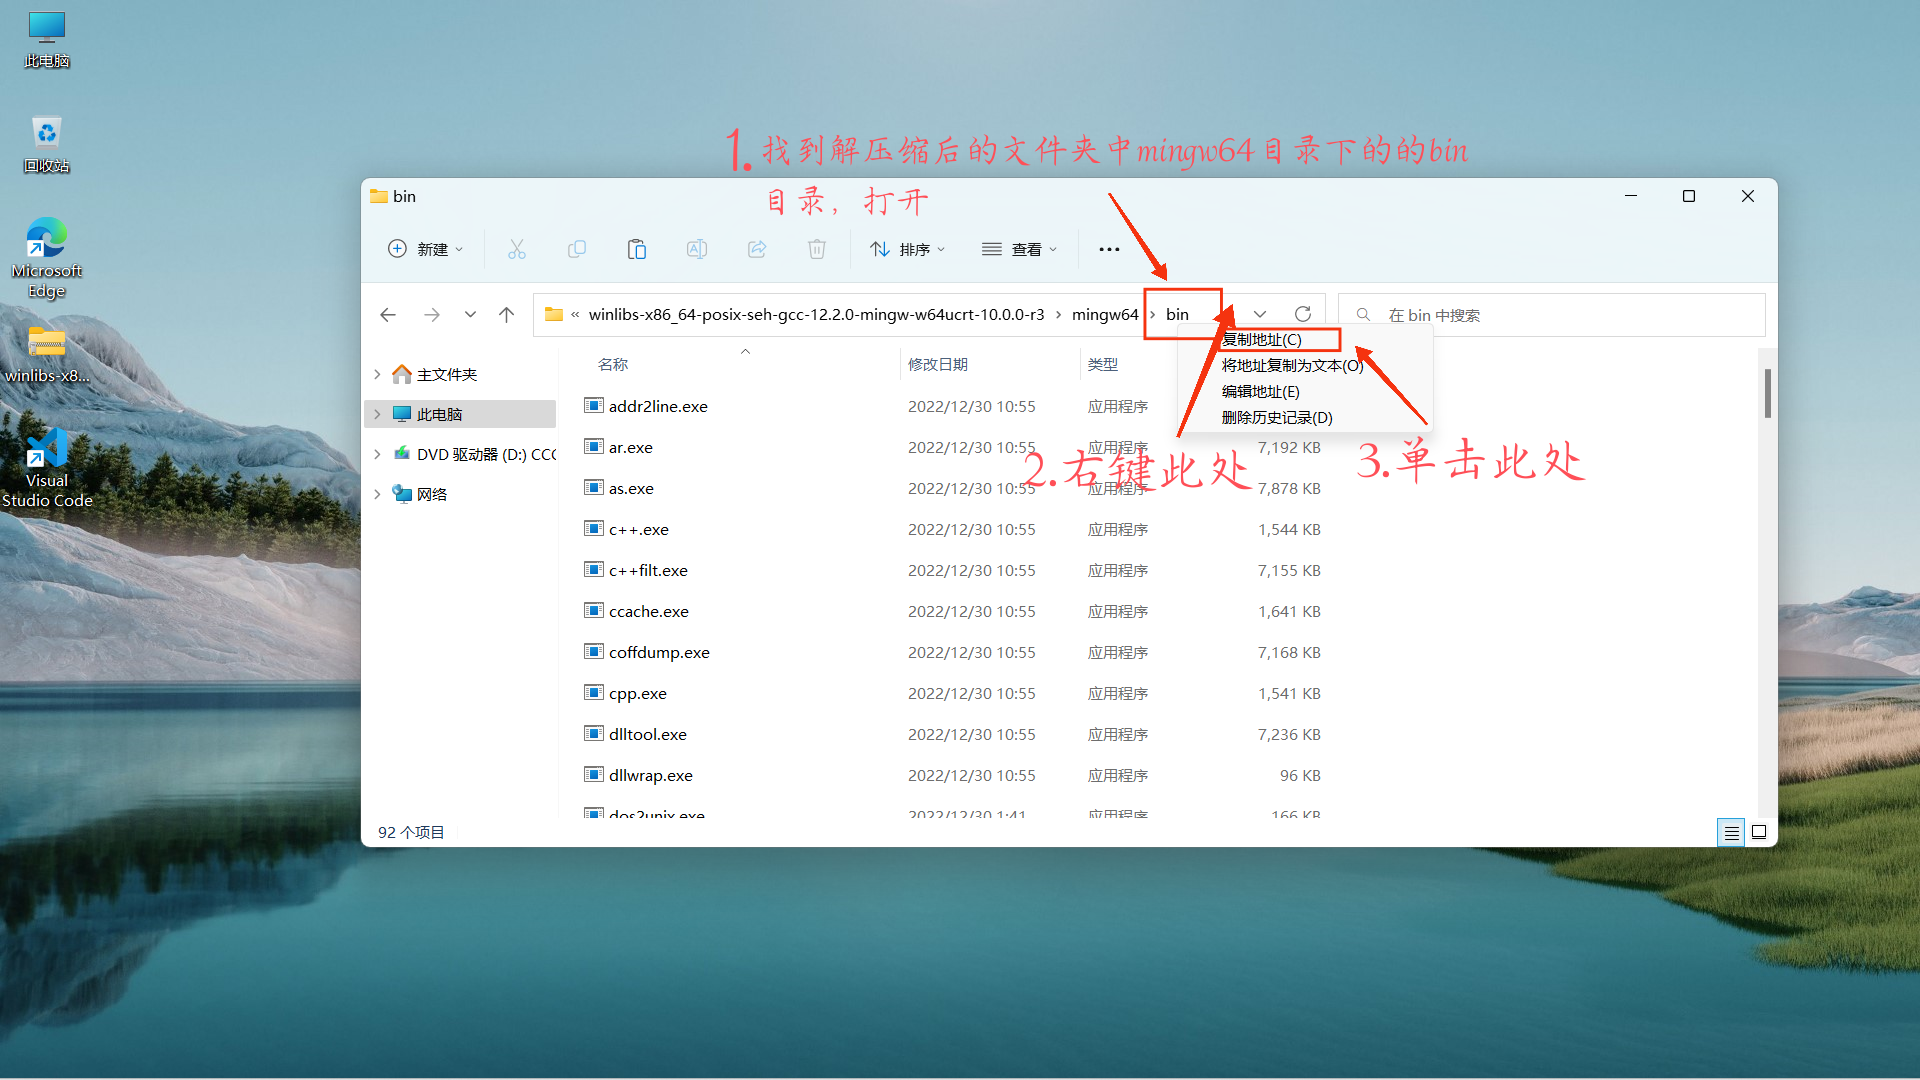 此电脑
回收站
Microsoft
Edge
winlibs-x8...
Visual
Studio Code
1.找到解压缩后的文件夹中mingw64目录下的的bin
目录，打开
bin
新建
排序
查看
« winlibs-x86_64-posix-seh-gcc-12.2.0-mingw-w64ucrt-10.0.0-r3 › mingw64 › bin
在 bin 中搜索
复制地址(C)
将地址复制为文本(O)
编辑地址(E)
删除历史记录(D)
2.右键此处
3.单击此处
主文件夹
此电脑
DVD 驱动器 (D:) CCC
网络
名称 修改日期 类型
addr2line.exe 2022/12/30 10:55 应用程序
ar.exe 2022/12/30 10:55 应用程序 7,192 KB
as.exe 2022/12/30 10:55 应用程序 7,878 KB
c++.exe 2022/12/30 10:55 应用程序 1,544 KB
c++filt.exe 2022/12/30 10:55 应用程序 7,155 KB
ccache.exe 2022/12/30 10:55 应用程序 1,641 KB
coffdump.exe 2022/12/30 10:55 应用程序 7,168 KB
cpp.exe 2022/12/30 10:55 应用程序 1,541 KB
dlltool.exe 2022/12/30 10:55 应用程序 7,236 KB
dllwrap.exe 2022/12/30 10:55 应用程序 96 KB
dos2unix.exe 2022/12/30 1:41 应用程序 166 KB
92 个项目